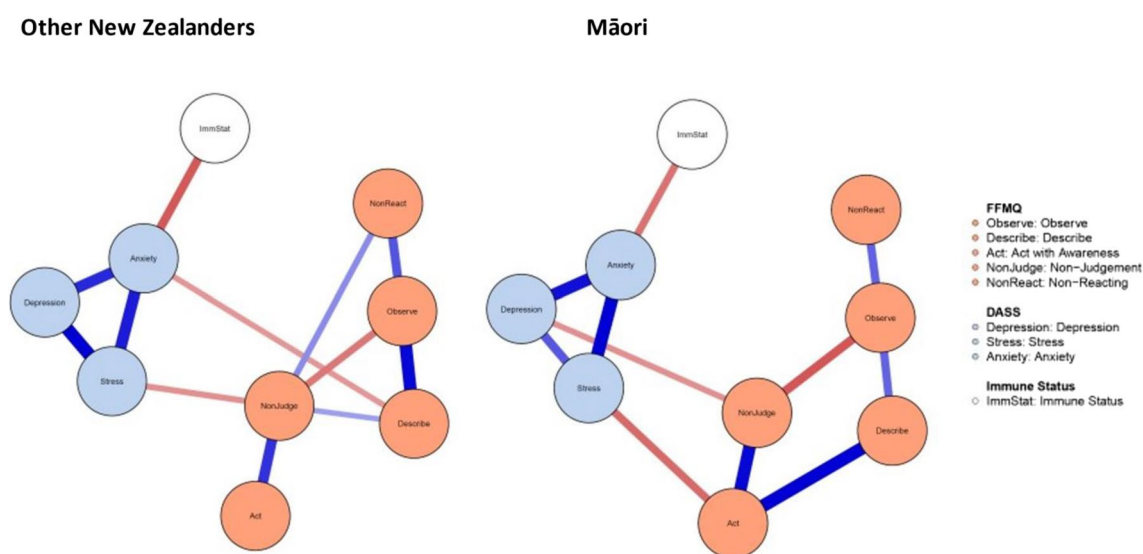 Other New Zealanders
Māori
ImmStat
NonReact
Anxiety
Observe
Depression
Stress
NonJudge
Describe
Act
ImmStat
NonReact
Anxiety
Depression
Observe
Stress
NonJudge
Describe
Act
FFMQ
Observe: Observe
Describe: Describe
Act: Act with Awareness
NonJudge: Non-Judgement
NonReact: Non-Reacting
DASS
Depression: Depression
Stress: Stress
Anxiety: Anxiety
Immune Status
ImmStat: Immune Status